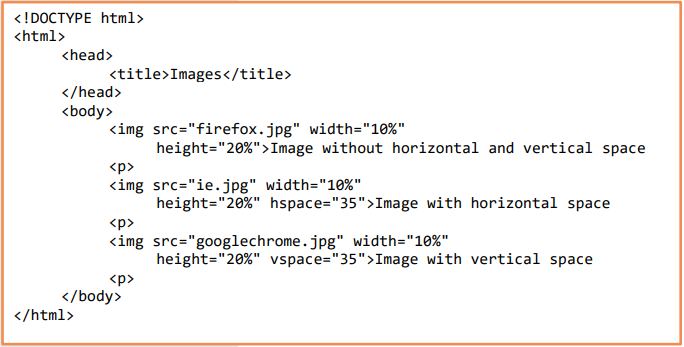 <!DOCTYPE html>
<html>
<head>
<title>Images</title>
</head>
<body>
<img src="firefox.jpg" width="10%"
height="20%">Image without horizontal and vertical space
<p>
<img src="ie.jpg" width="10%"
height="20%" hspace="35">Image with horizontal space
<p>
<img src="googlechrome.jpg" width="10%"
height="20%" vspace="35">Image with vertical space
<p>
</body>
</html>